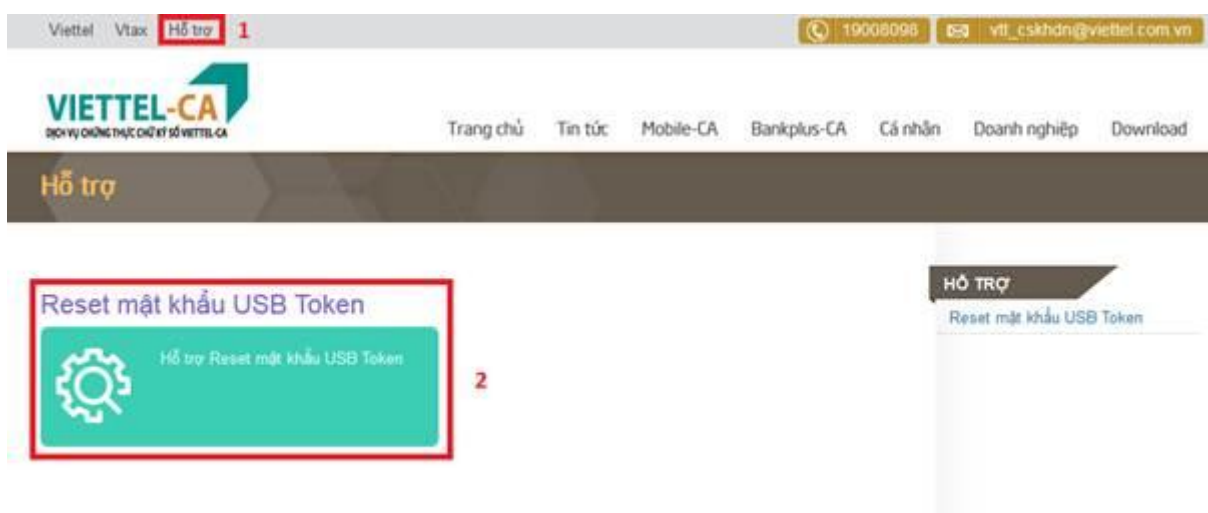 Viettel Vtax Hỗ trợ 1 19008098 vtt_cskhdn@viettel.com.vn
VIETTEL-CA
DỊCH VỤ CHỨNG THỰC CHỮ KÝ SỐ VIETTEL-CA
Trang chủ Tin tức Mobile-CA Bankplus-CA Cá nhân Doanh nghiệp Download
Hỗ trợ
Reset mật khẩu USB Token
Hỗ trợ Reset mật khẩu USB Token
2
HỖ TRỢ
Reset mật khẩu USB Token